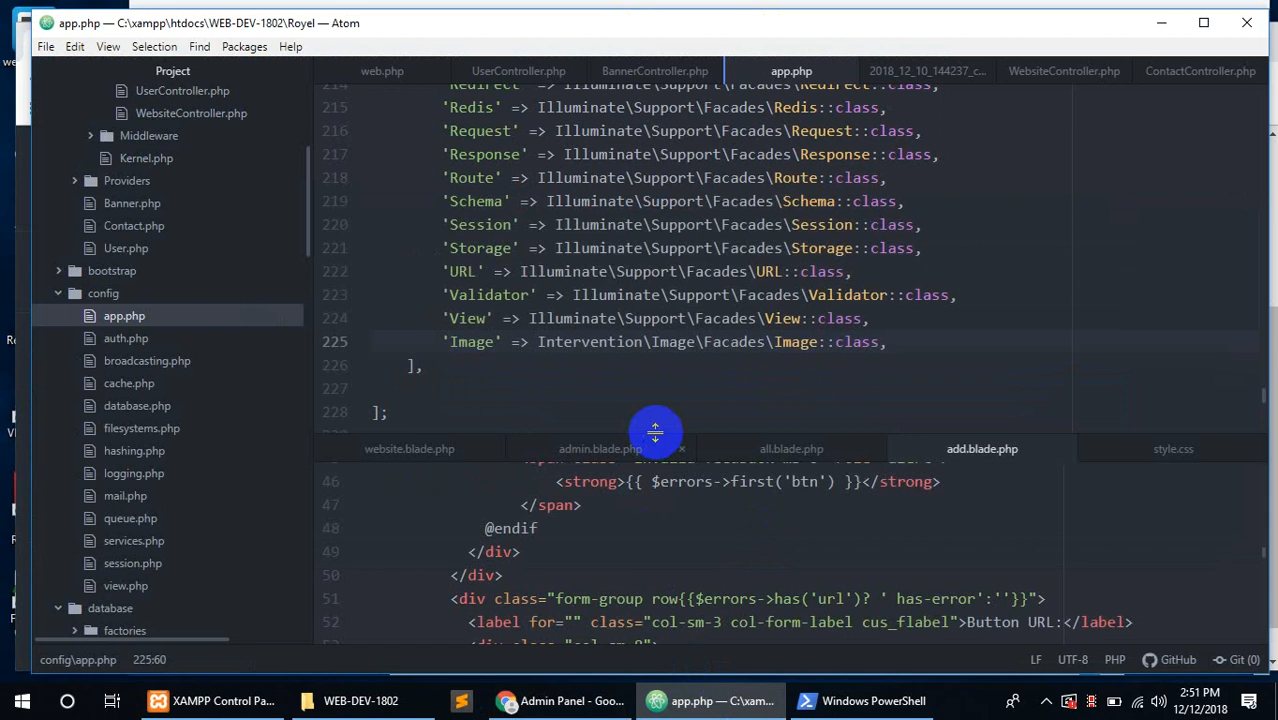 app.php — C:\xampp\htdocs\WEB-DEV-1802\Royel — Atom
File Edit View Selection Find Packages Help
Project
UserController.php
WebsiteController.php
Middleware
Kernel.php
Providers
Banner.php
Contact.php
User.php
bootstrap
config
app.php
auth.php
broadcasting.php
cache.php
database.php
filesystems.php
hashing.php
logging.php
mail.php
queue.php
services.php
session.php
view.php
database
factories
web.php UserController.php BannerController.php app.php 2018_12_10_144237_c... WebsiteController.php ContactController.php
214 'Redirect' => Illuminate\Support\Facades\Redirect::class,
215 'Redis' => Illuminate\Support\Facades\Redis::class,
216 'Request' => Illuminate\Support\Facades\Request::class,
217 'Response' => Illuminate\Support\Facades\Response::class,
218 'Route' => Illuminate\Support\Facades\Route::class,
219 'Schema' => Illuminate\Support\Facades\Schema::class,
220 'Session' => Illuminate\Support\Facades\Session::class,
221 'Storage' => Illuminate\Support\Facades\Storage::class,
222 'URL' => Illuminate\Support\Facades\URL::class,
223 'Validator' => Illuminate\Support\Facades\Validator::class,
224 'View' => Illuminate\Support\Facades\View::class,
225 'Image' => Intervention\Image\Facades\Image::class,
226 ],
227
228 ];
website.blade.php admin.blade.php all.blade.php add.blade.php style.css
46 <strong>{{ $errors->first('btn') }}</strong>
47 </span>
48 @endif
49 </div>
50 </div>
51 <div class="form-group row{{$errors->has('url')? ' has-error':''}}">
52 <label for="" class="col-sm-3 col-form-label cus_flabel">Button URL:</label>
config\app.php 225:60 LF UTF-8 PHP GitHub Git (0)
XAMPP Control Pa... WEB-DEV-1802 Admin Panel - Goo... app.php — C:\xam... Windows PowerShell
2:51 PM
12/12/2018